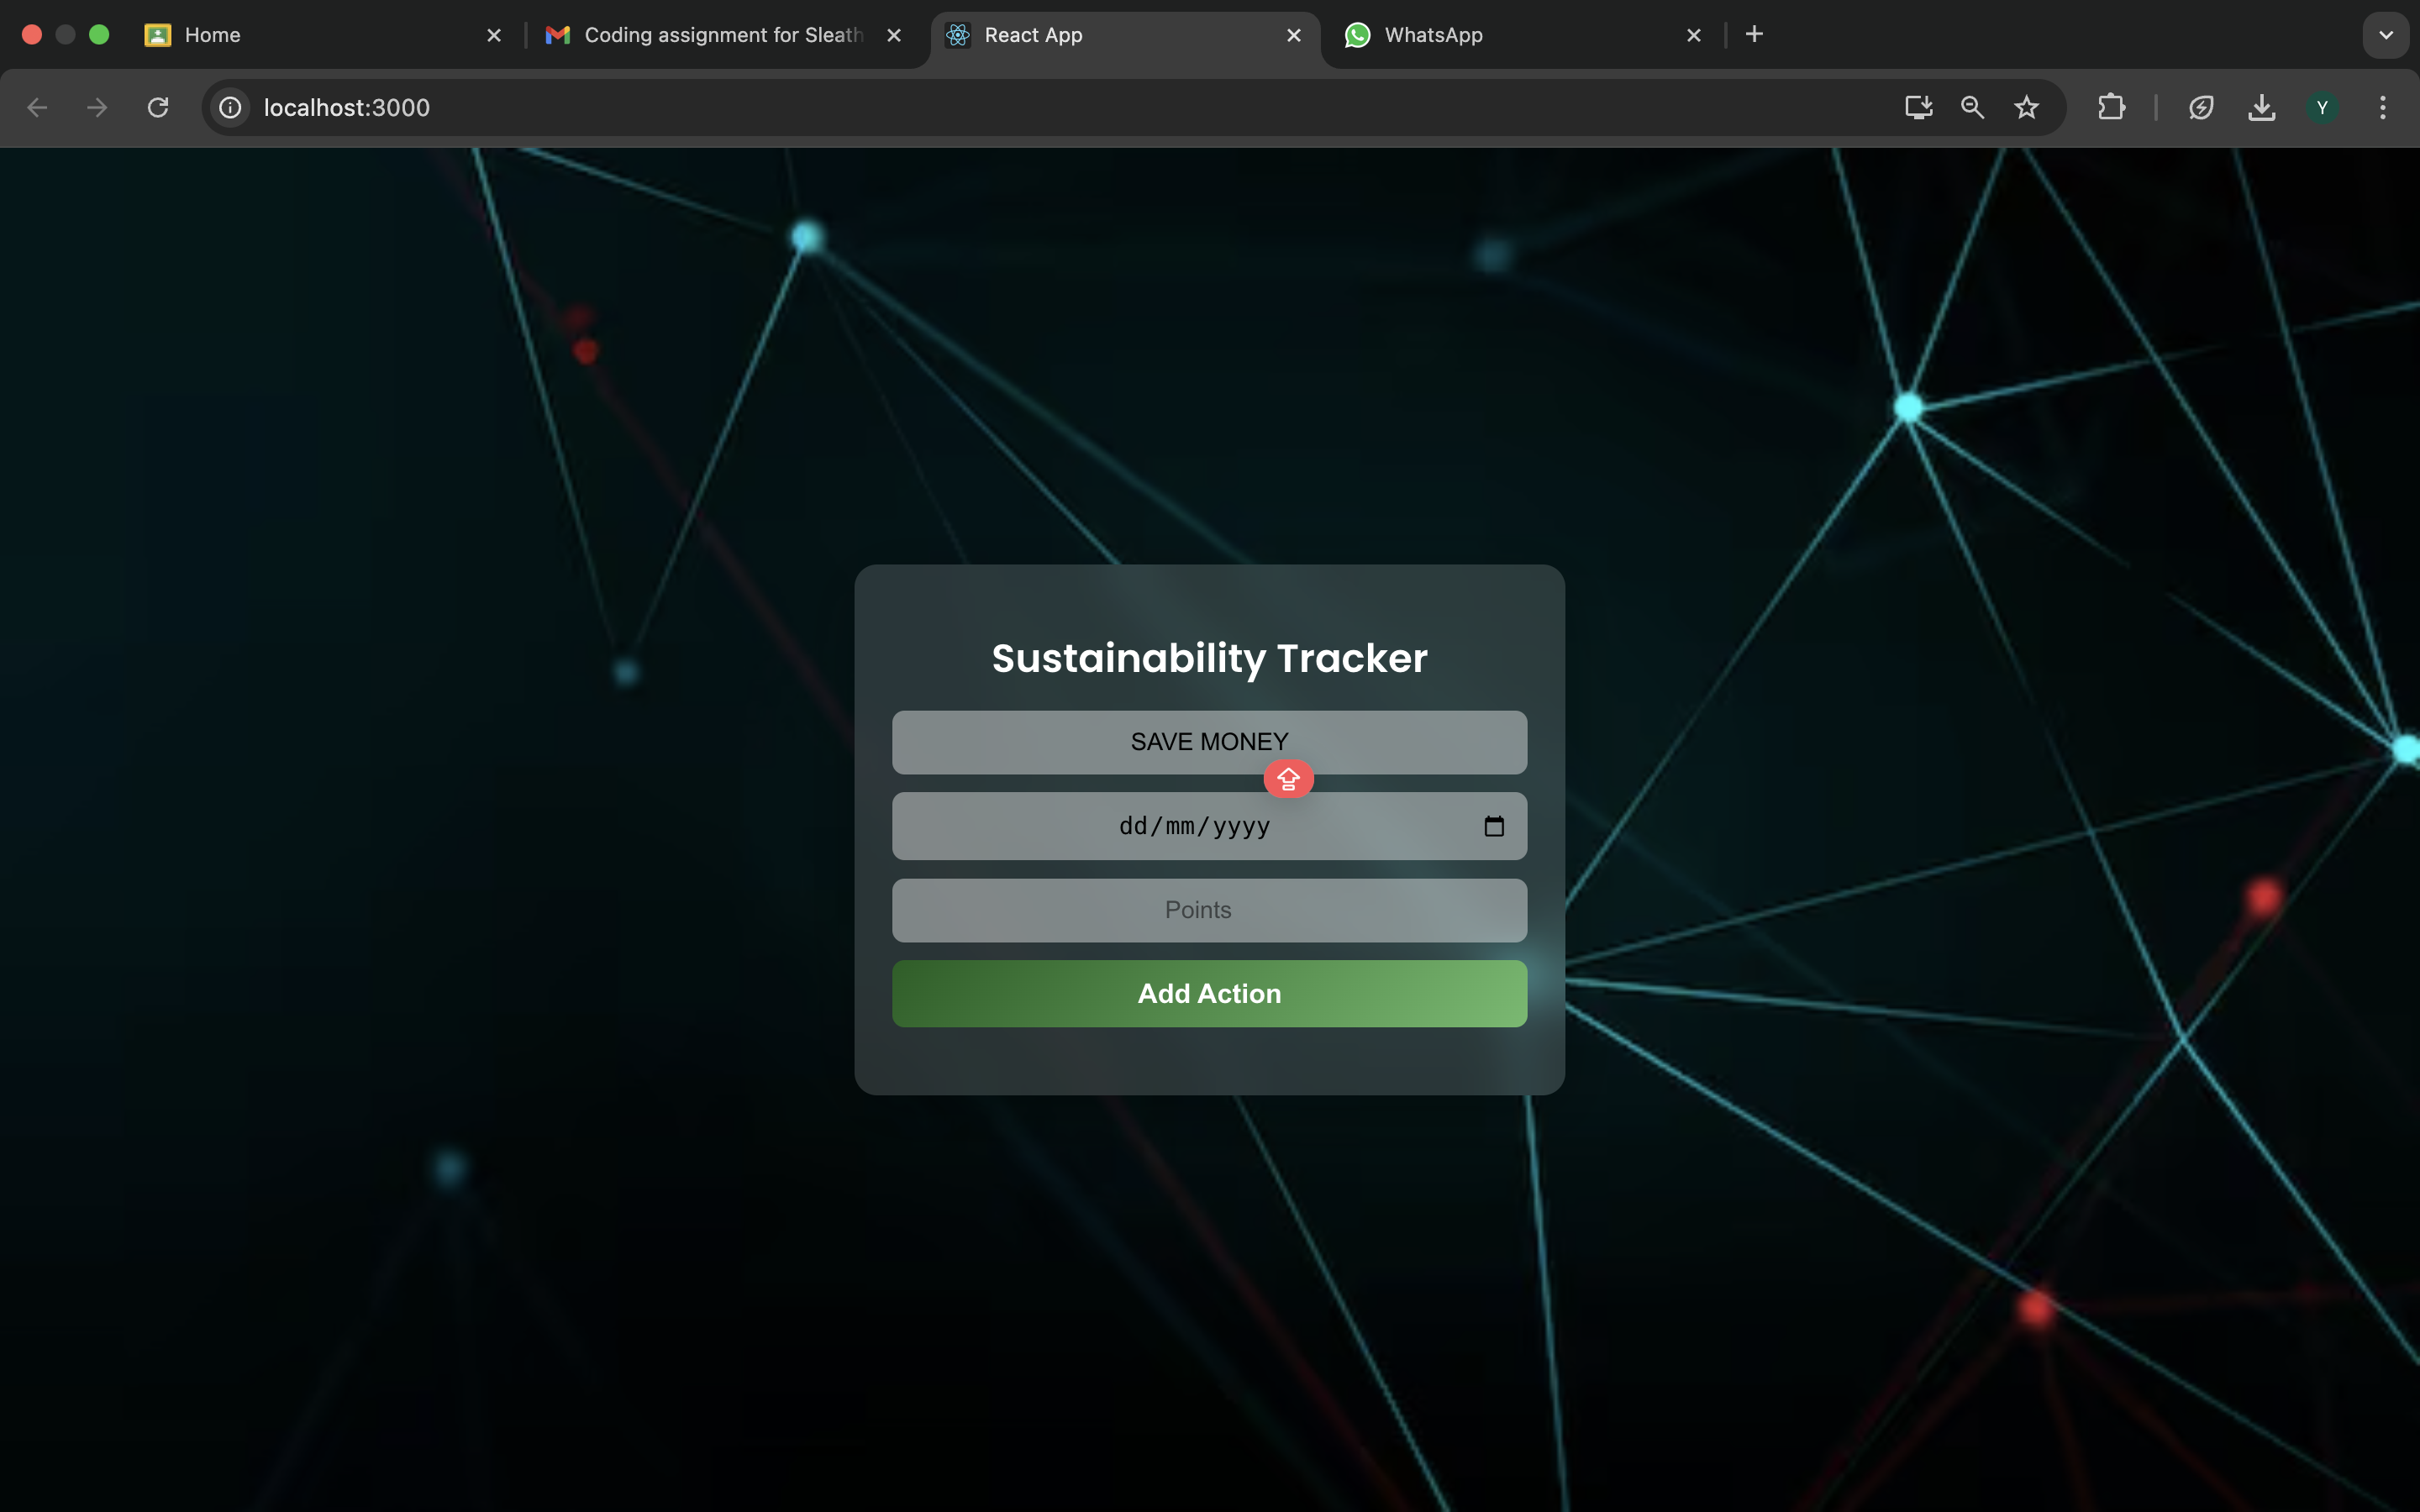 Home
Coding assignment for Sleath
React App
WhatsApp
localhost:3000
Y
Sustainability Tracker
SAVE MONEY
dd/mm/yyyy
Points
Add Action